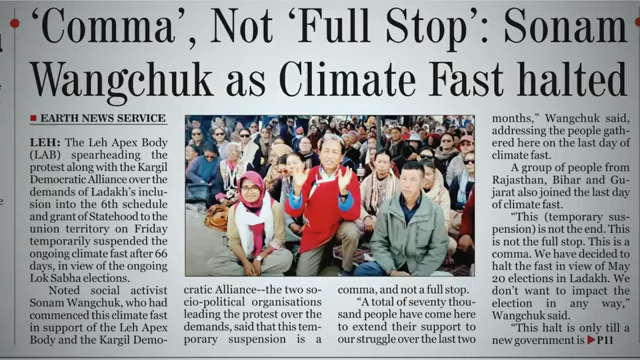 ‘Comma’, Not ‘Full Stop’: Sonam
Wangchuk as Climate Fast halted
■ EARTH NEWS SERVICE
LEH: The Leh Apex Body
(LAB) spearheading the
protest along with the Kargil
Democratic Alliance over the
demands of Ladakh's inclu-
sion into the 6th schedule
and grant of Statehood to the
union territory on Friday
temporarily suspended the
ongoing climate fast after 66
days, in view of the ongoing
Lok Sabha elections.
Noted social activist
Sonam Wangchuk, who had
commenced this climate fast
in support of the Leh Apex
Body and the Kargil Demo-
cratic Alliance--the two so-
cio-political organisations
leading the protest over the
demands, said that this tem-
porary suspension is a
comma, and not a full stop.
“A total of seventy thou-
sand people have come here
to extend their support to
our struggle over the last two
months,” Wangchuk said,
addressing the people gath-
ered here on the last day of
climate fast.
A group of people from
Rajasthan, Bihar and Gu-
jarat also joined the last day
of climate fast.
“This (temporary sus-
pension) is not the end. This
is not the full stop. This is a
comma. We have decided to
halt the fast in view of May
20 elections in Ladakh. We
don't want to impact the
election in any way,”
Wangchuk said.
“This halt is only till a
new government is ▶P11